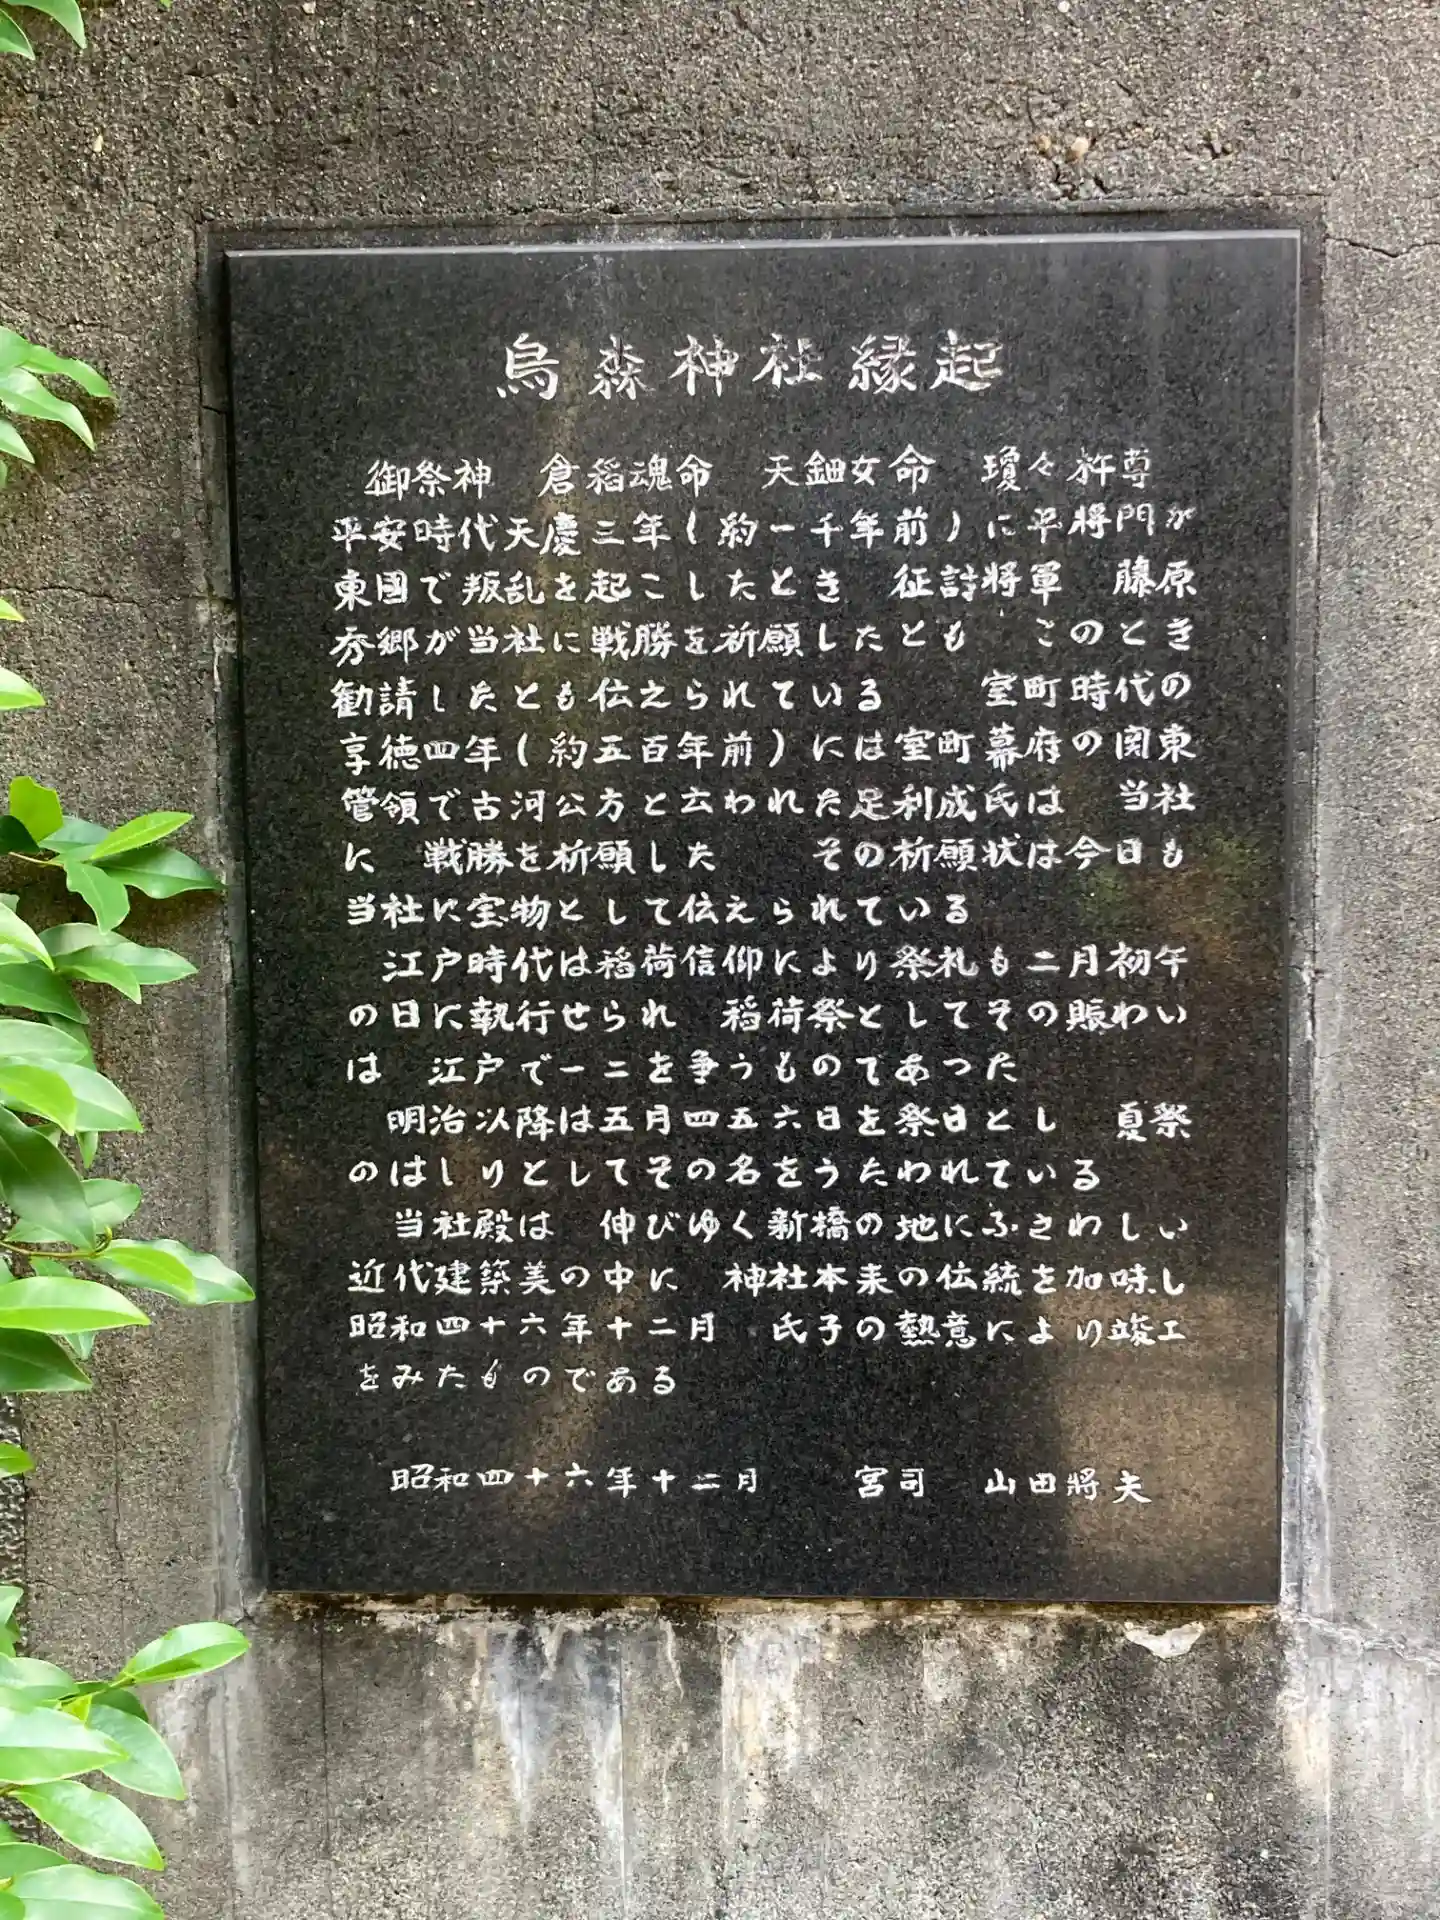 烏森神社縁起
御祭神　倉稲魂命　天鈿女命　瓊々杵尊
平安時代天慶三年(約一千年前)に平將門が
東國で叛乱を起こしたとき　征討将軍　藤原
秀郷が当社に戦勝を祈願したとも　このとき
勧請したとも伝えられている　　室町時代の
享徳四年(約五百年前)には室町幕府の関東
管領で古河公方と云われた足利成氏は　当社
に　戦勝を祈願した　　その祈願状は今日も
当社に宝物として伝えられている
江戸時代は稲荷信仰により祭礼も二月初午
の日に執行せられ　稲荷祭としてその賑わい
は　江戸で一二を争うものであつた
明治以降は五月四五六日を祭日とし　夏祭
のはしりとしてその名をうたわれている
当社殿は　伸びゆく新橋の地にふさわしい
近代建築美の中に　神社本来の伝統を加味し
昭和四十六年十二月　氏子の熱意により竣工
をみたものである
昭和四十六年十二月　　宮司　山田將夫